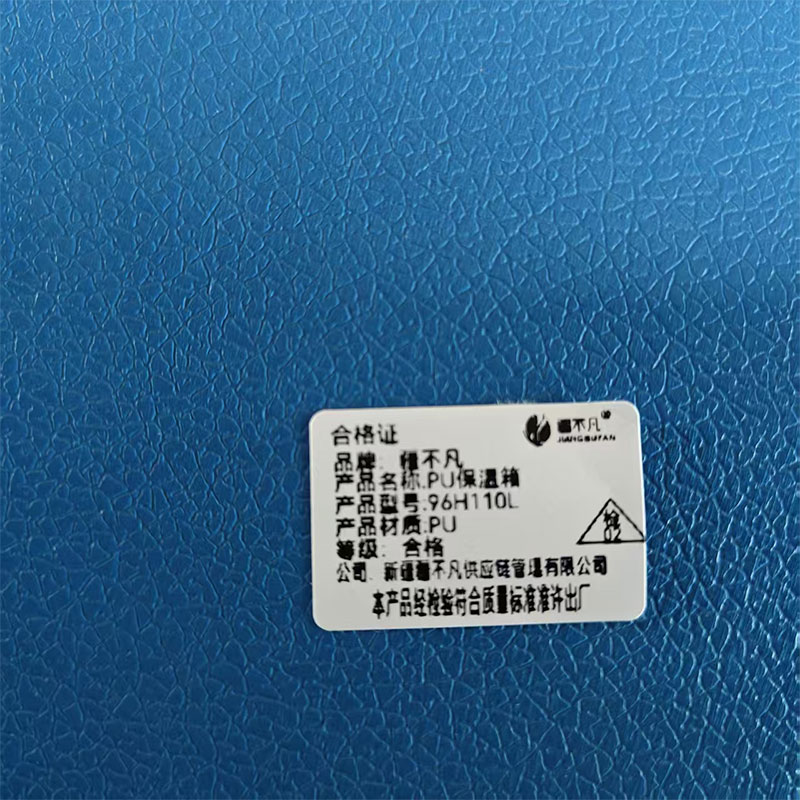 合格证
疆不凡®
JIANGBUFAN
品牌: 疆不凡
产品名称:PU保温箱
产品型号:96H110L
产品材质:PU
等级: 合格
公司: 新疆疆不凡供应链管理有限公司
本产品经检验符合质量标准准许出厂
02